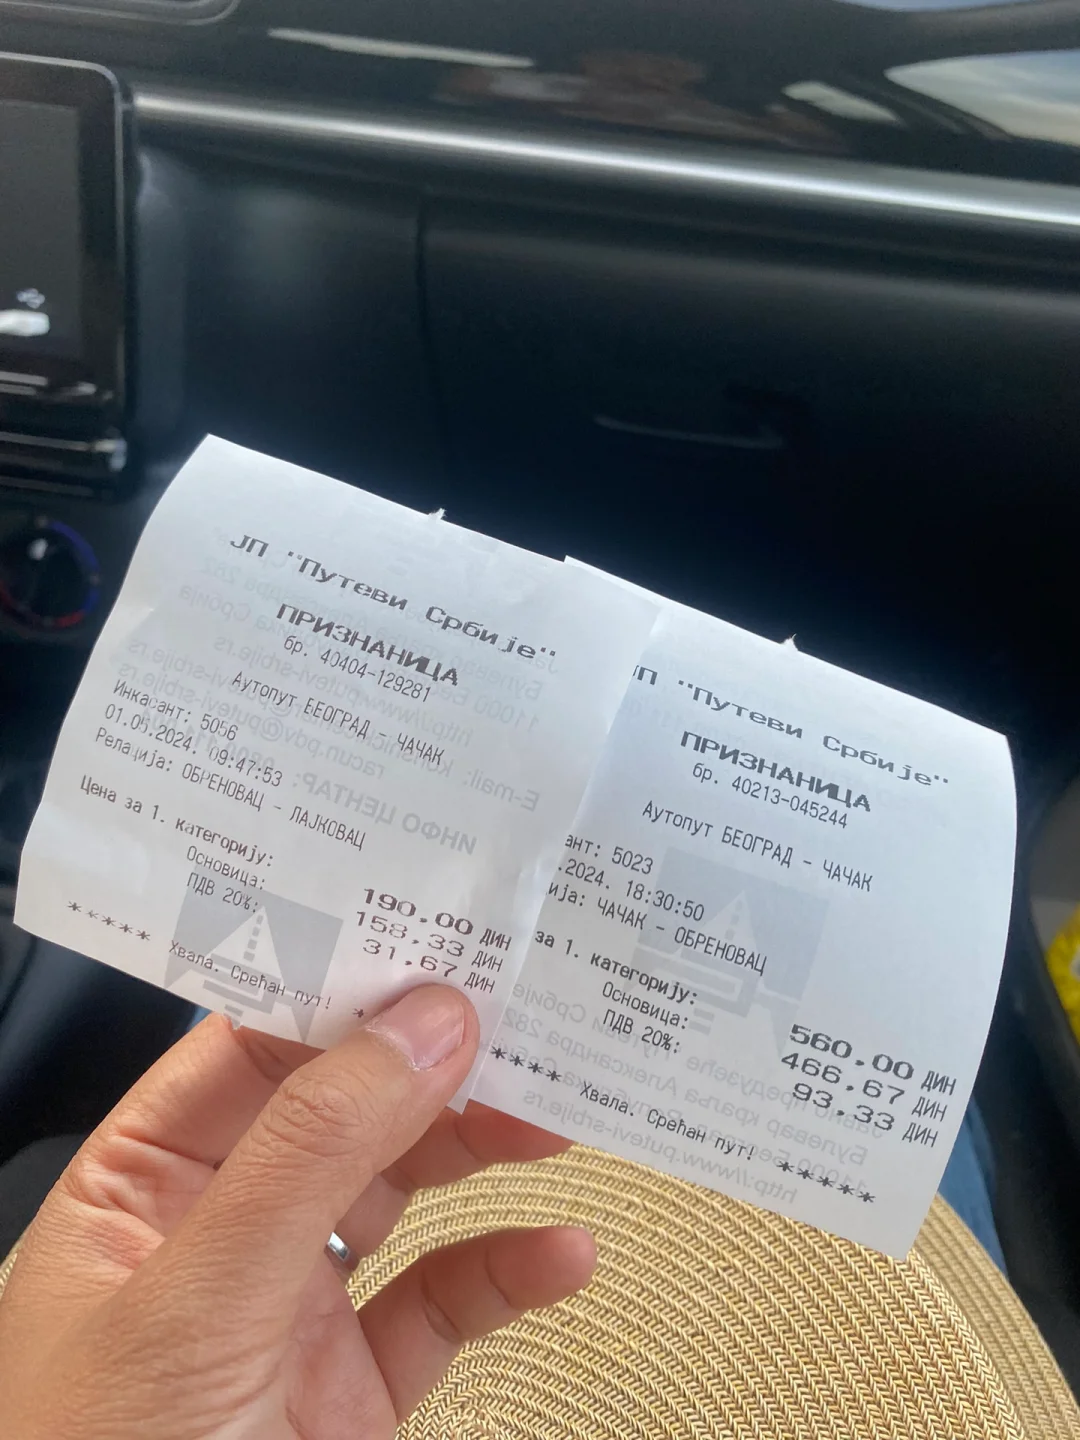 ЈП "Путеви Србије"
ПРИЗНАНИЦА
бр. 40404-129281
Аутопут БЕОГРАД - ЧАЧАК
Инкасант: 5056
01.05.2024. 09:47:53
Релација: ОБРЕНОВАЦ - ЛАЈКОВАЦ
Цена за 1. категорију: 190.00 ДИН
Основица: 158,33 ДИН
ПДВ 20%: 31.67 ДИН
***** Хвала. Срећан пут! *
ЈП "Путеви Србије"
ПРИЗНАНИЦА
бр. 40213-045244
Аутопут БЕОГРАД - ЧАЧАК
ант: 5023
.2024. 18:30:50
ија: ЧАЧАК - ОБРЕНОВАЦ
за 1. категорију: 560.00 ДИН
Основица: 466,67 ДИН
ПДВ 20%: 93.33 ДИН
**** Хвала. Срећан пут! *****